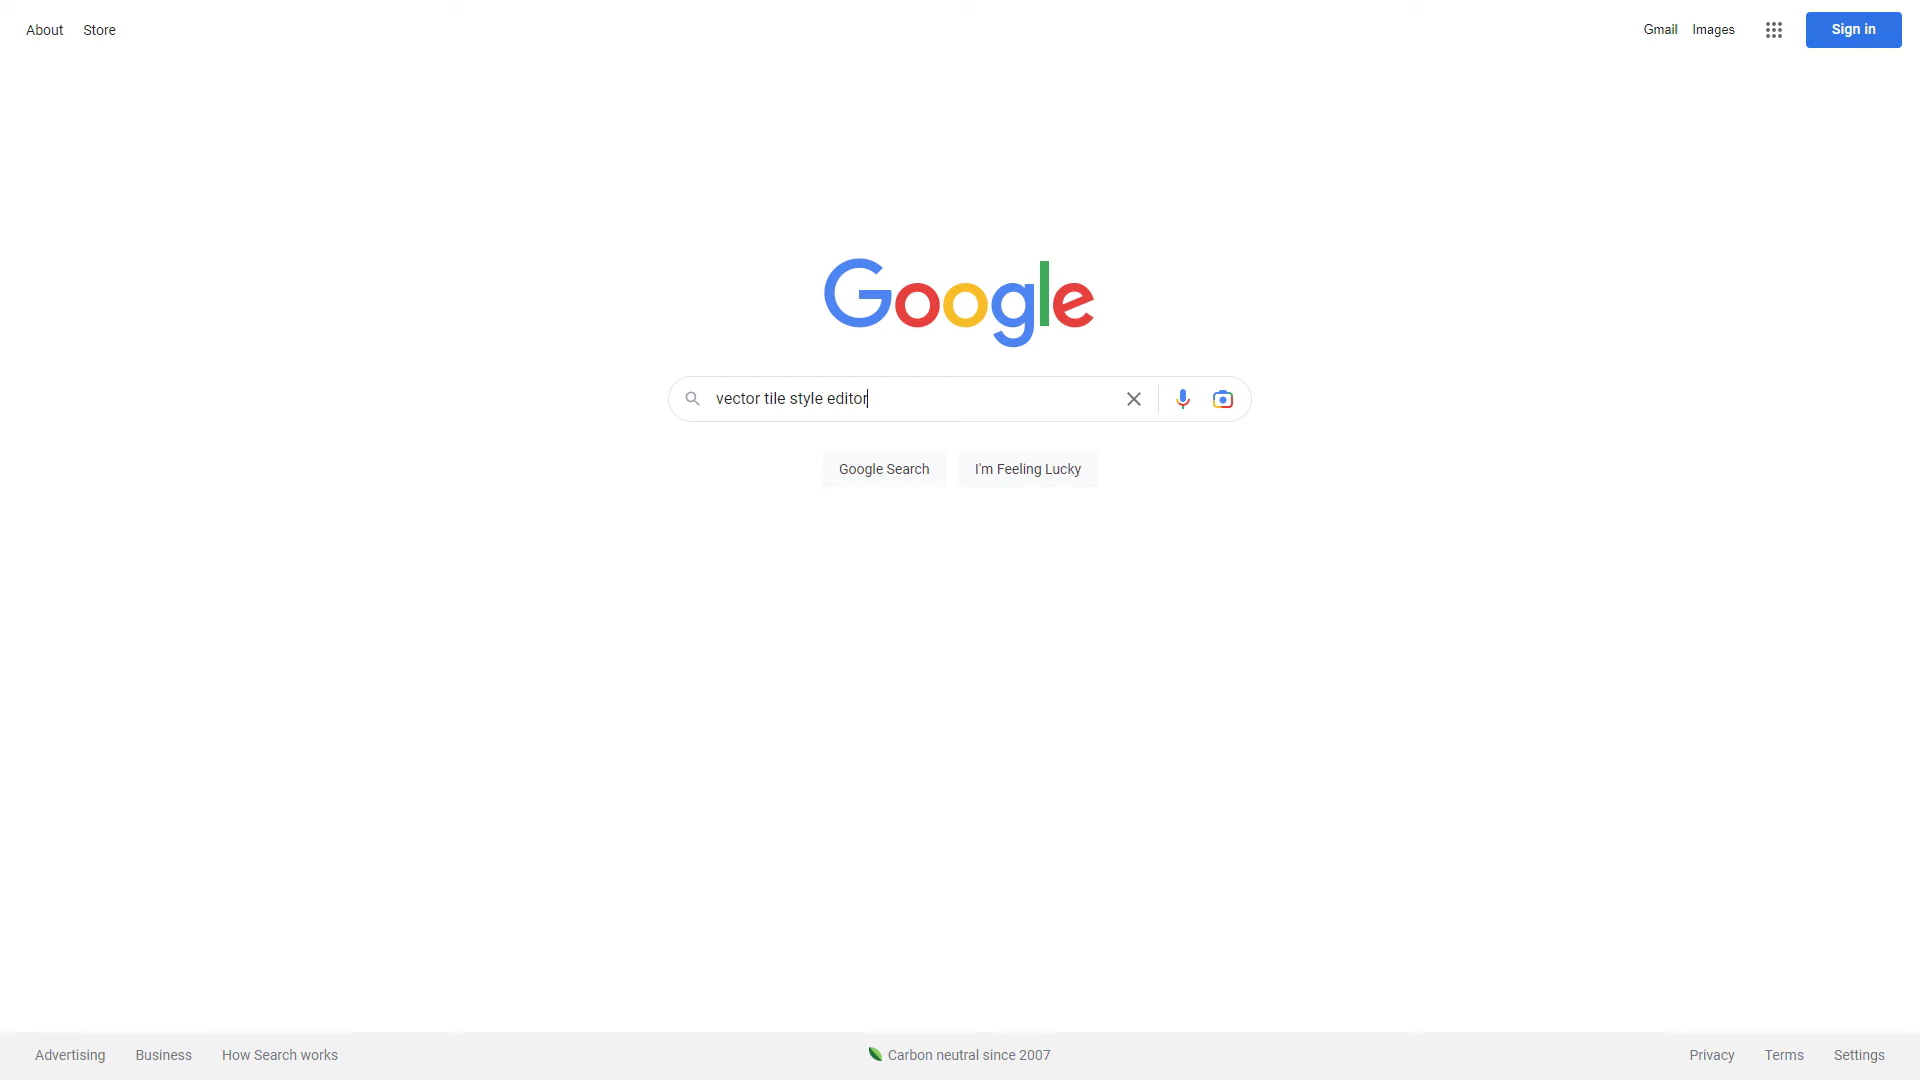 About Store
Gmail Images Sign in
Google
vector tile style editor
Google Search I'm Feeling Lucky
Advertising Business How Search works
Carbon neutral since 2007
Privacy Terms Settings